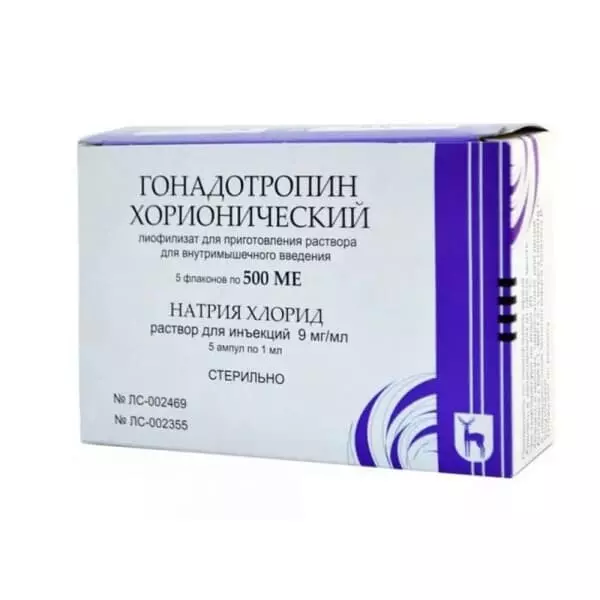 ГОНАДОТРОПИН
ХОРИОНИЧЕСКИЙ
лиофилизат для приготовления раствора
для внутримышечного введения
5 флаконов по 500 МЕ
НАТРИЯ ХЛОРИД
раствор для инъекций 9 мг/мл
5 ампул по 1 мл
СТЕРИЛЬНО
№ ЛС-002469
№ ЛС-002355